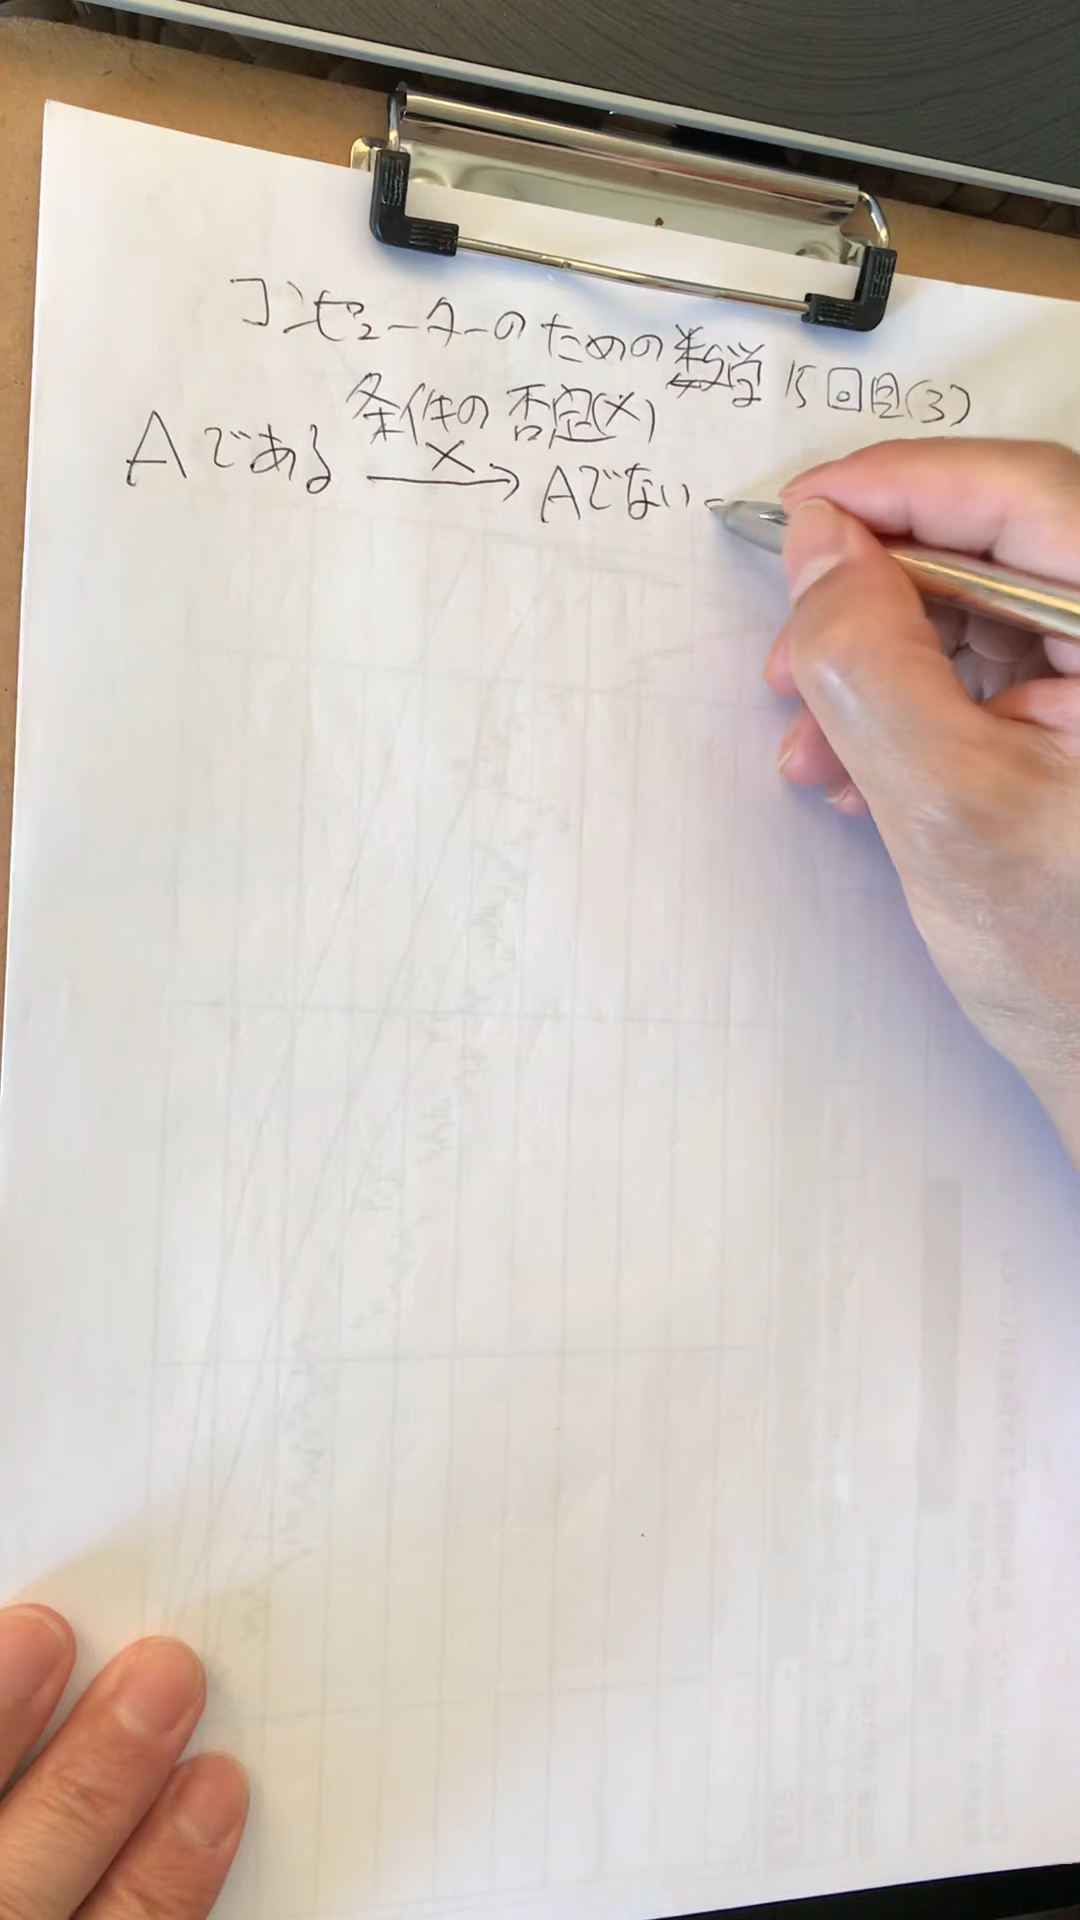 コンピューターのための数学 15回目(3)
条件の否定(×)
Aである ×→ Aでない